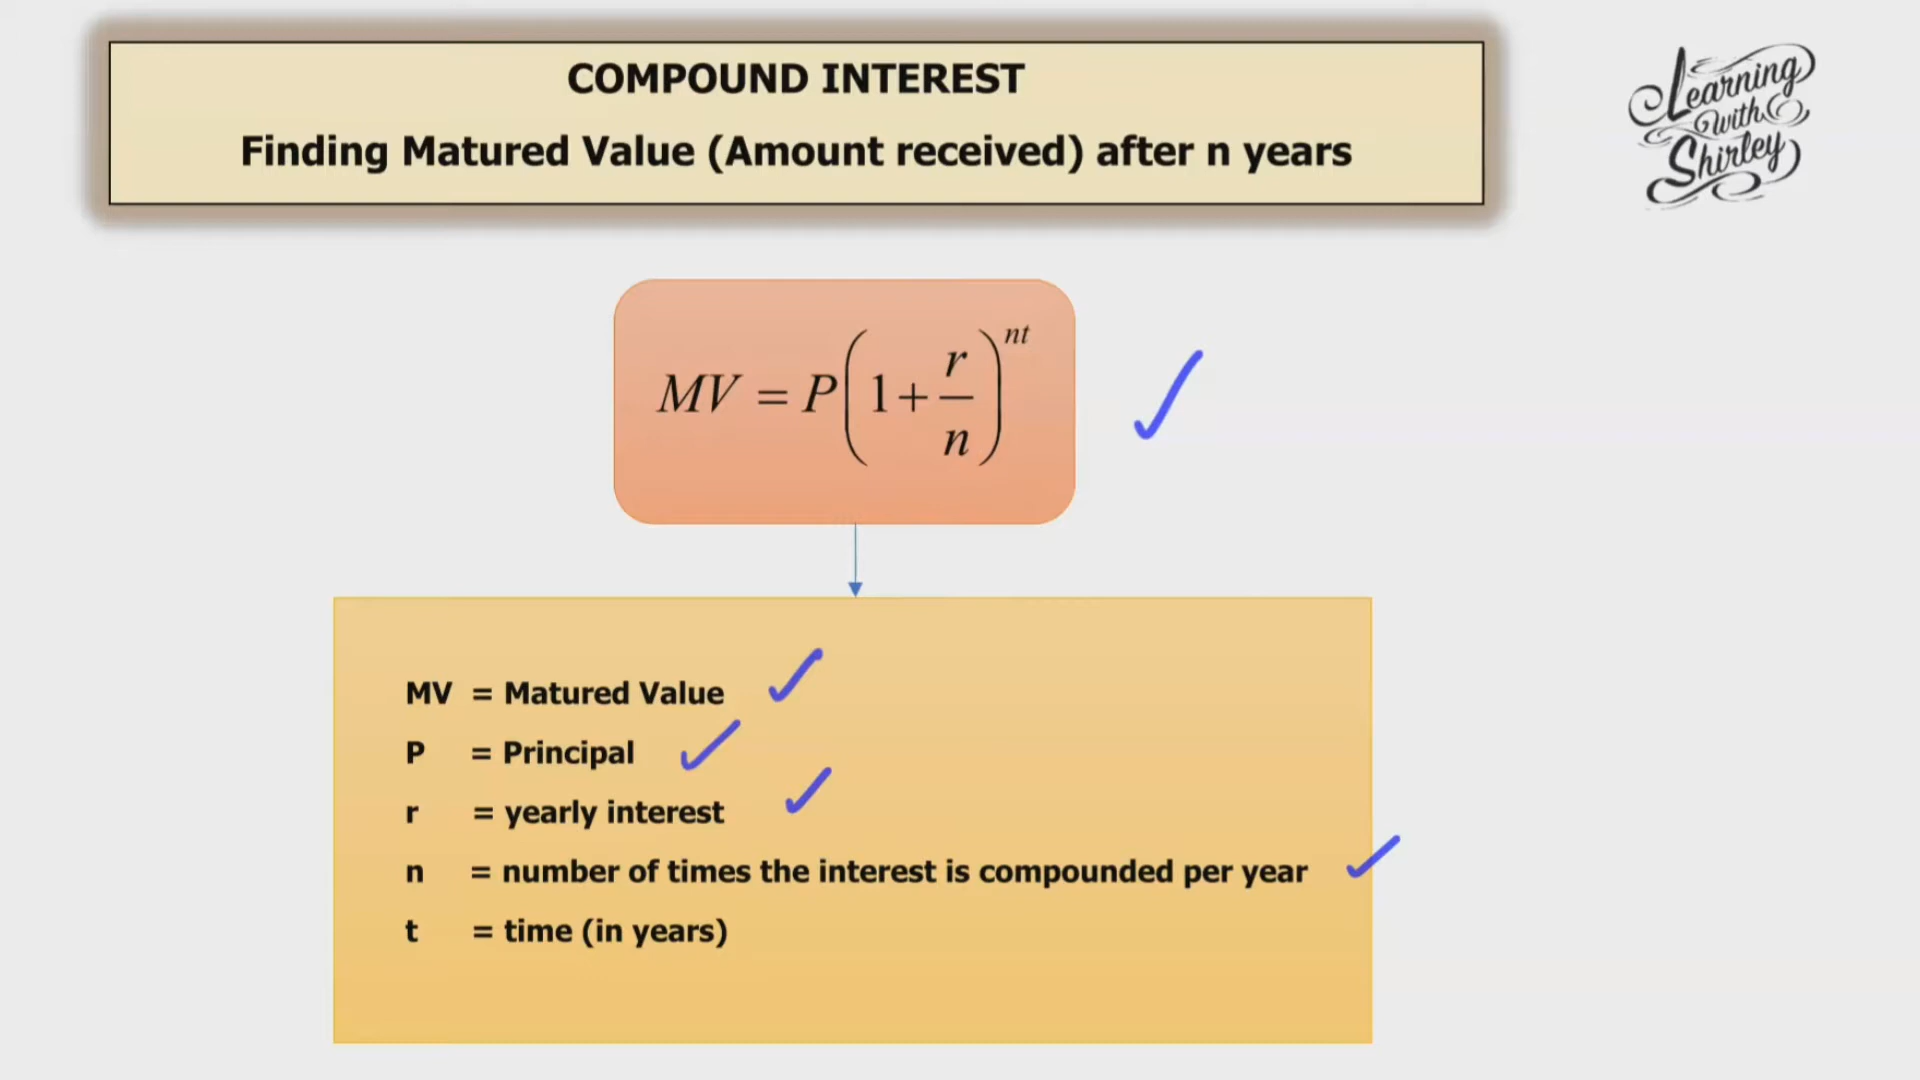 COMPOUND INTEREST
Finding Matured Value (Amount received) after n years
Learning
with
Shirley
MV = P(1 + r/n)^nt
MV = Matured Value
P = Principal
r = yearly interest
n = number of times the interest is compounded per year
t = time (in years)